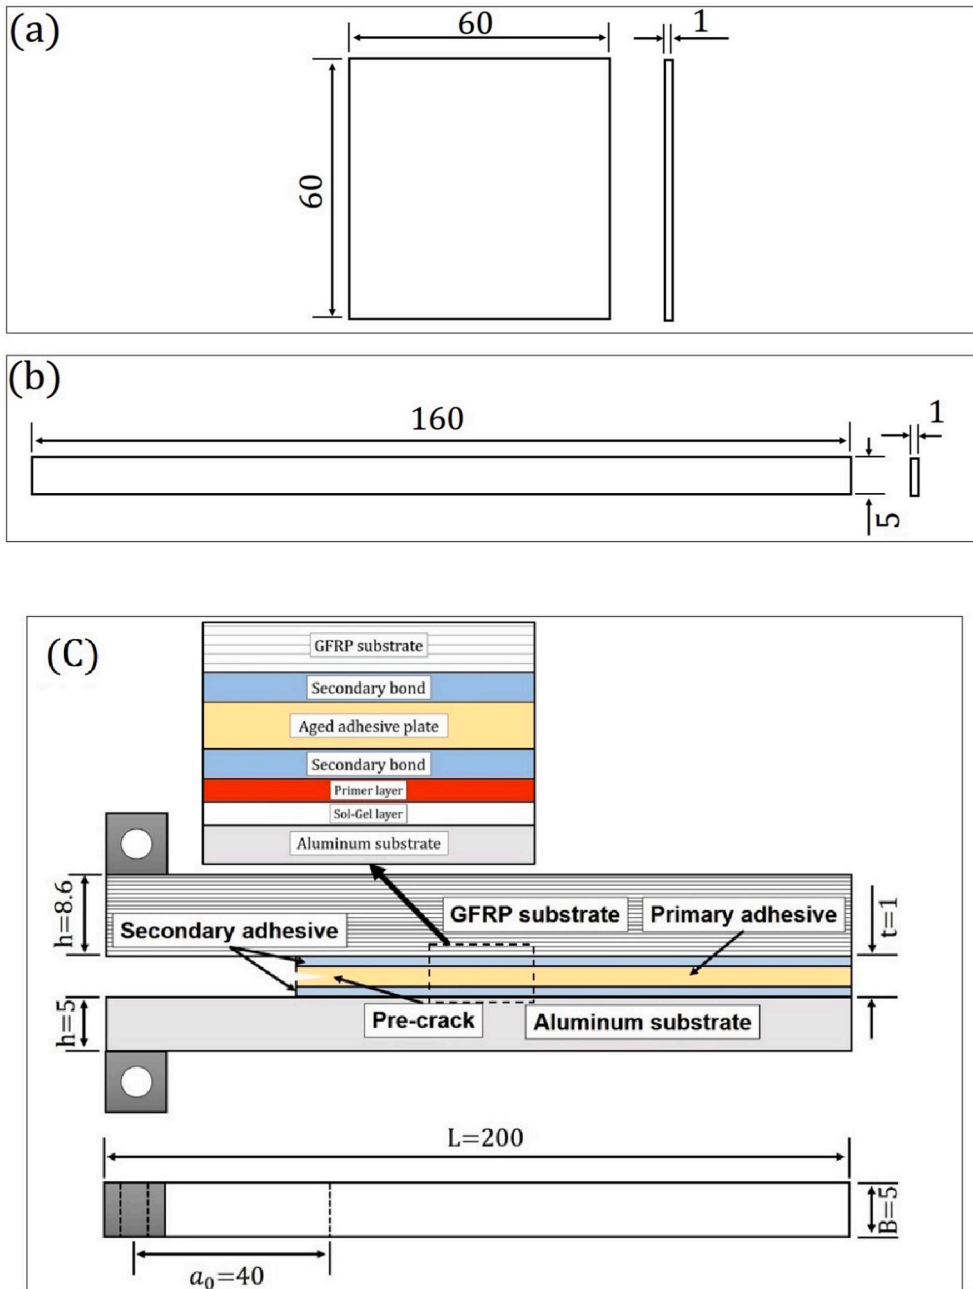 (a)
60
1
60
(b)
160
1
5
(C)
GFRP substrate
Secondary bond
Aged adhesive plate
Secondary bond
Primer layer
Sol-Gel layer
Aluminum substrate
h=8.6
Secondary adhesive
GFRP substrate
Primary adhesive
t=1
h=5
Pre-crack
Aluminum substrate
L=200
B=5
a₀=40